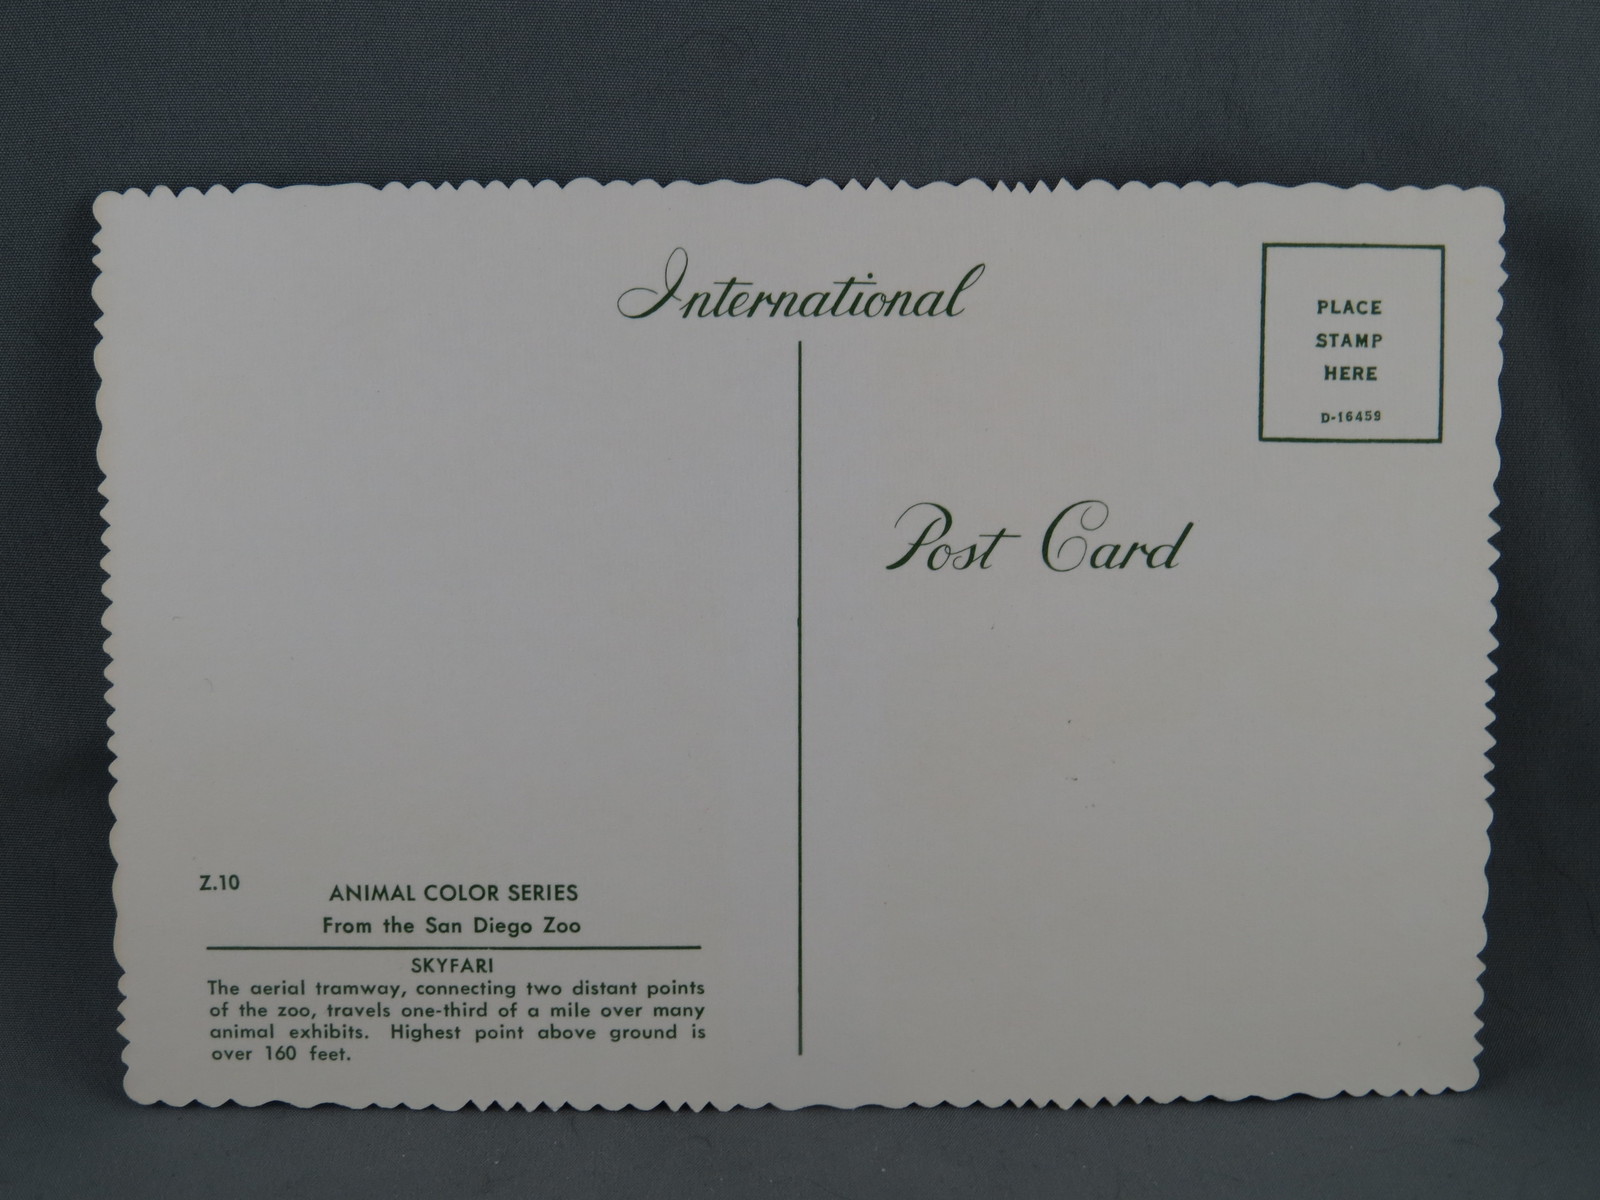 International
PLACE
STAMP
HERE
D-16459
Post Card
Z.10
ANIMAL COLOR SERIES
From the San Diego Zoo
SKYFARI
The aerial tramway, connecting two distant points
of the zoo, travels one-third of a mile over many
animal exhibits. Highest point above ground is
over 160 feet.